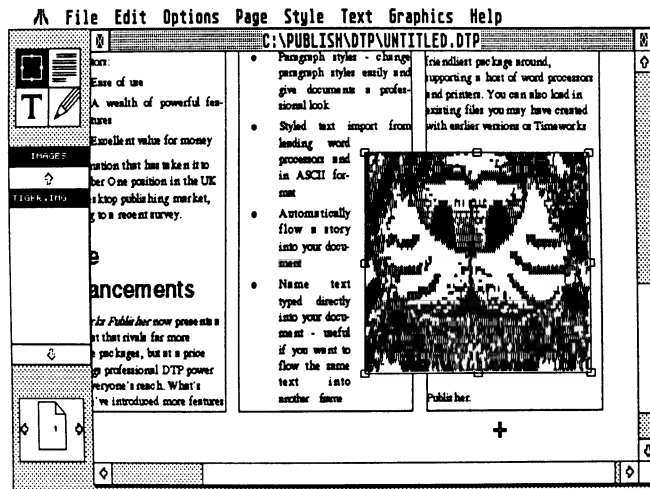 File Edit Options Page Style Text Graphics Help
C:\PUBLISH\DTP\UNTITLED.DTP
T
IMAGES
TIGER.IMG
1
tors:
Ease of use
A wealth of powerful fea-
tures
Excellent value for money
mation that has taken it to
ber One position in the UK
sktop publishing market,
g to a recent survey.
e
ancements
rks Publisher now presents a
st that rivals far more
e packages, but at a price
gs professional DTP power
veryone's reach. What's
've introduced more features
• Paragraph styles - change
paragraph styles easily and
give documents a profes-
sional look
• Styled text import from
leading word
processors and
in ASCII for-
mat
• Automatically
flow a story
into your docu-
ment
• Name text
typed directly
into your docu-
ment - useful
if you want to
flow the same
text into
another frame
friendliest package around,
supporting a host of word processors
and printers. You can also load in
existing files you may have created
with earlier versions os Timeworks
Publisher.